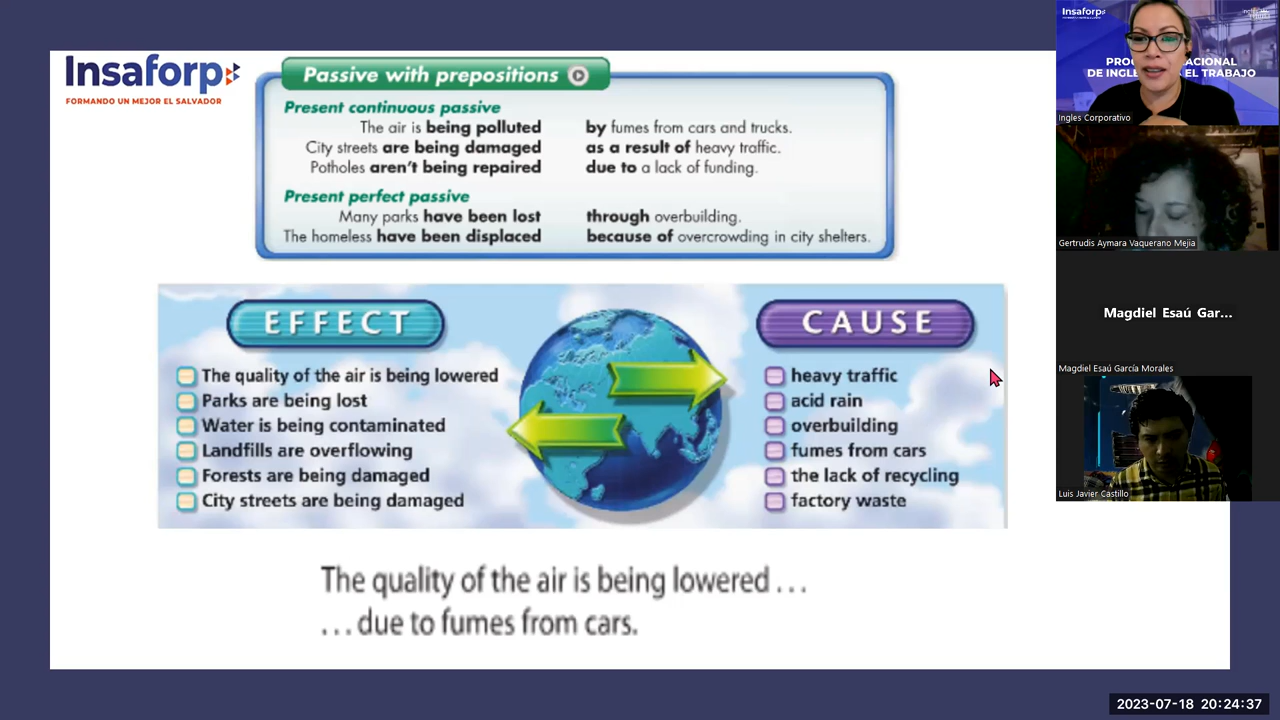 Insaforp
FORMANDO UN MEJOR EL SALVADOR
Passive with prepositions
Present continuous passive
The air is being polluted by fumes from cars and trucks.
City streets are being damaged as a result of heavy traffic.
Potholes aren't being repaired due to a lack of funding.
Present perfect passive
Many parks have been lost through overbuilding.
The homeless have been displaced because of overcrowding in city shelters.
EFFECT
The quality of the air is being lowered
Parks are being lost
Water is being contaminated
Landfills are overflowing
Forests are being damaged
City streets are being damaged
CAUSE
heavy traffic
acid rain
overbuilding
fumes from cars
the lack of recycling
factory waste
The quality of the air is being lowered ...
... due to fumes from cars.
Insaforp
DE INGL EL TRABAJO
Ingles Corporativo
Gertrudis Aymara Vaquerano Mejia
Magdiel Esaú Gar...
Magdiel Esaú García Morales
Luis Javier Castillo
2023-07-18 20:24:37